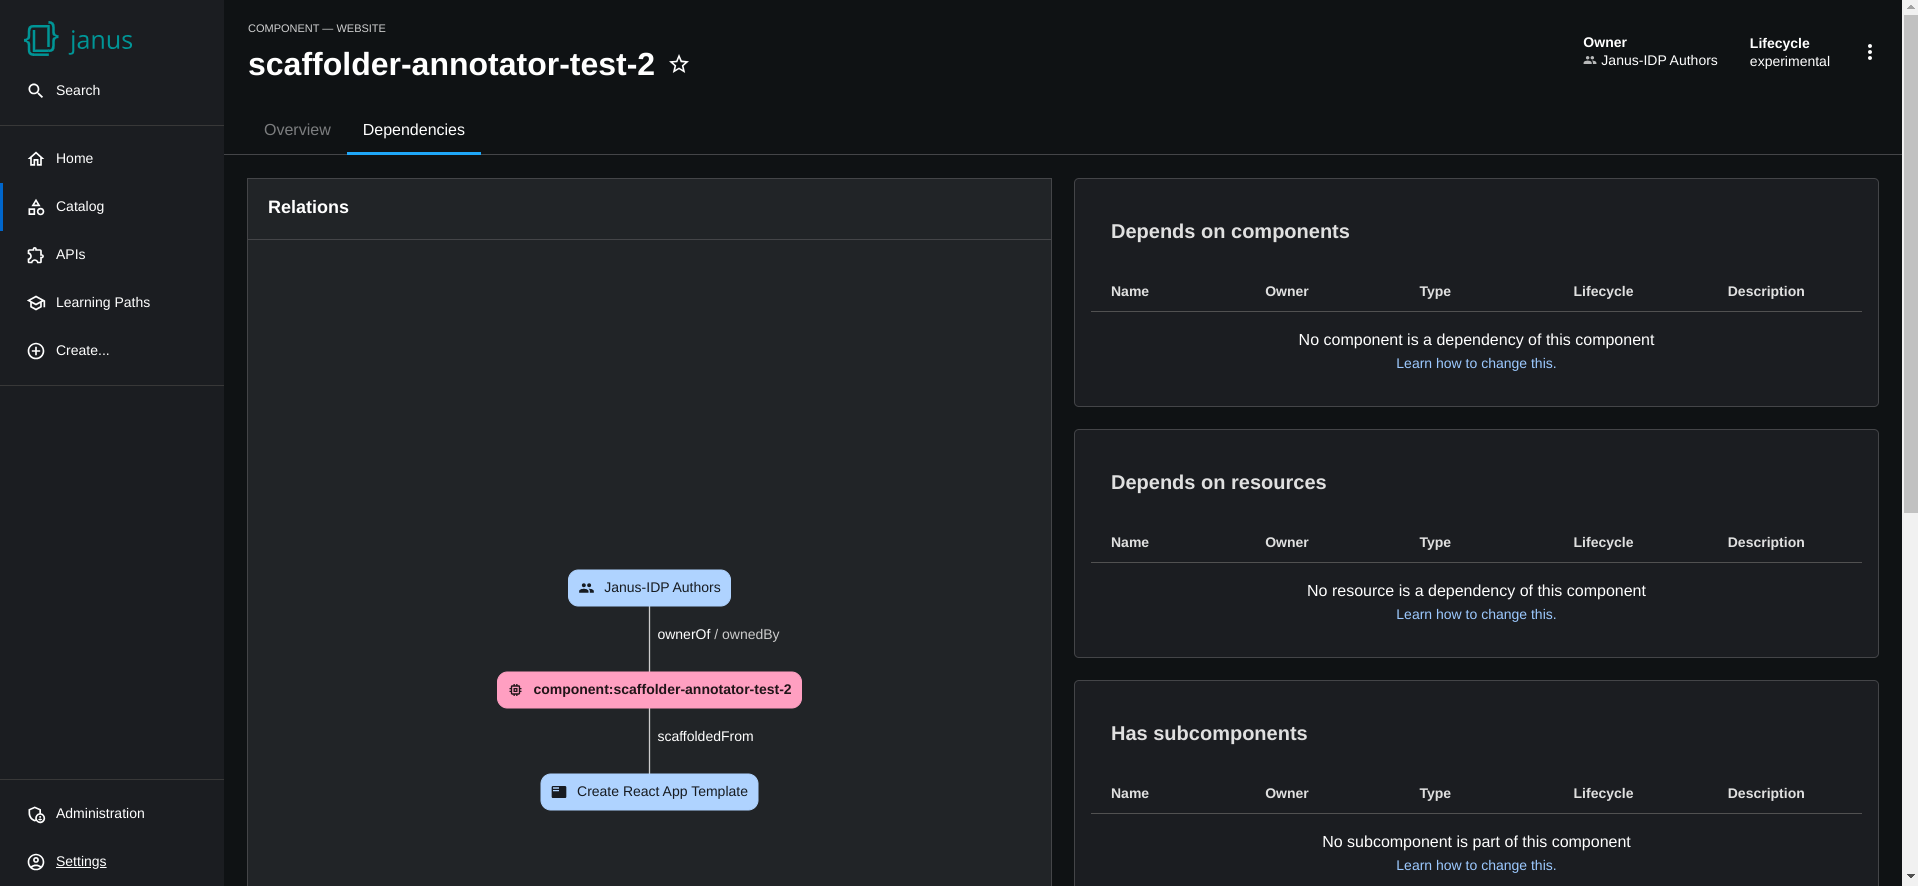 janus
Search
Home
Catalog
APIs
Learning Paths
Create...
Administration
Settings
COMPONENT — WEBSITE
scaffolder-annotator-test-2
Owner
Janus-IDP Authors
Lifecycle
experimental
Overview
Dependencies
Relations
Janus-IDP Authors
ownerOf / ownedBy
component:scaffolder-annotator-test-2
scaffoldedFrom
Create React App Template
Depends on components
Name Owner Type Lifecycle Description
No component is a dependency of this component
Learn how to change this.
Depends on resources
Name Owner Type Lifecycle Description
No resource is a dependency of this component
Learn how to change this.
Has subcomponents
Name Owner Type Lifecycle Description
No subcomponent is part of this component
Learn how to change this.